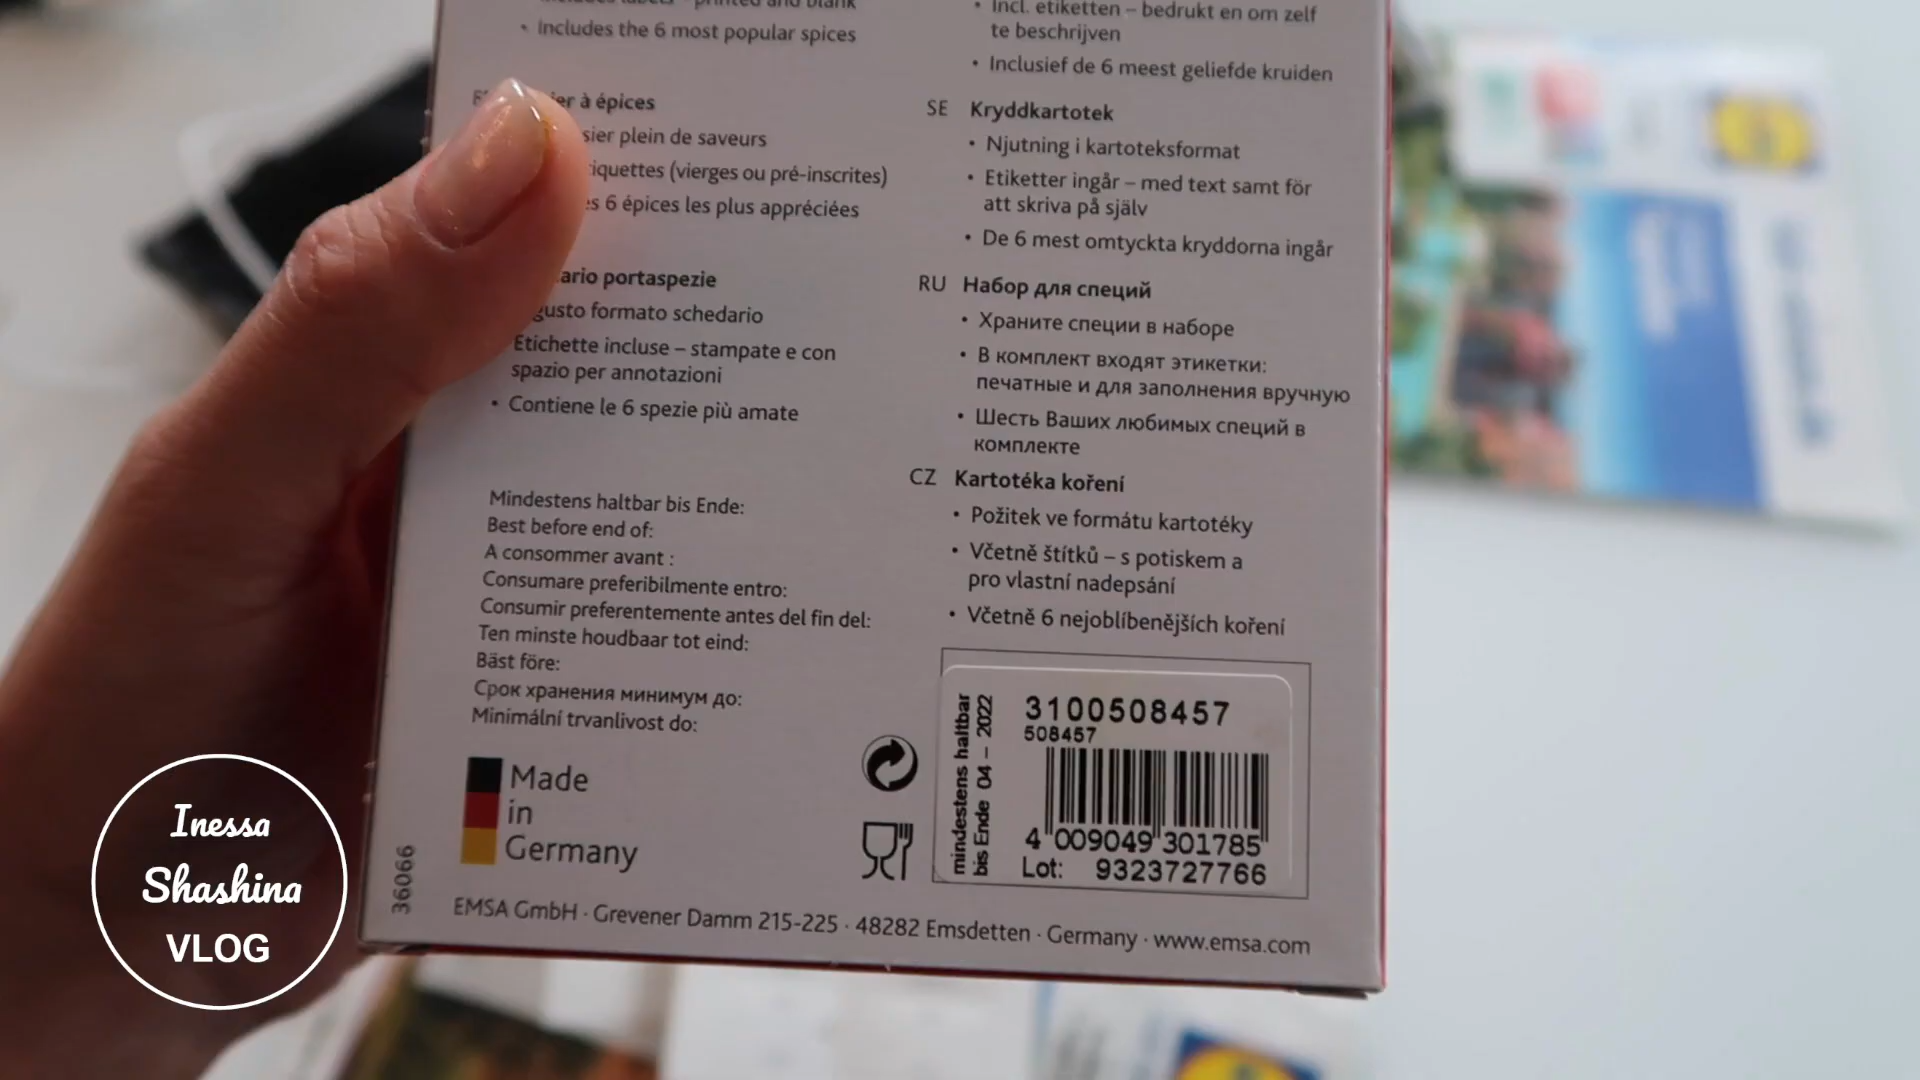 Includes labels – printed and blank
• Includes the 6 most popular spices
à épices
plein de saveurs
(vierges ou pré-inscrites)
6 épices les plus appréciées
portaspezie
gusto formato schedario
Etichette incluse – stampate e con
spazio per annotazioni
• Contiene le 6 spezie più amate
• Incl. etiketten – bedrukt en om zelf
te beschrijven
• Inclusief de 6 meest geliefde kruiden
SE Kryddkartotek
• Njutning i kartoteksformat
• Etiketter ingår – med text samt för
att skriva på själv
• De 6 mest omtyckta kryddorna ingår
RU Набор для специй
• Храните специи в наборе
• В комплект входят этикетки:
печатные и для заполнения вручную
• Шесть Ваших любимых специй в
комплекте
CZ Kartotéka koření
• Požitek ve formátu kartotéky
• Včetně štítků – s potiskem a
pro vlastní nadepsání
• Včetně 6 nejoblíbenějších koření
Mindestens haltbar bis Ende:
Best before end of:
A consommer avant :
Consumare preferibilmente entro:
Consumir preferentemente antes del fin del:
Ten minste houdbaar tot eind:
Bäst före:
Срок хранения минимум до:
Minimální trvanlivost do:
Made
in
Germany
mindestens haltbar
bis Ende 04 – 2022
3100508457
508457
4 009049 301785
Lot: 9323727766
36066
EMSA GmbH · Grevener Damm 215-225 · 48282 Emsdetten · Germany · www.emsa.com
Inessa
Shashina
VLOG